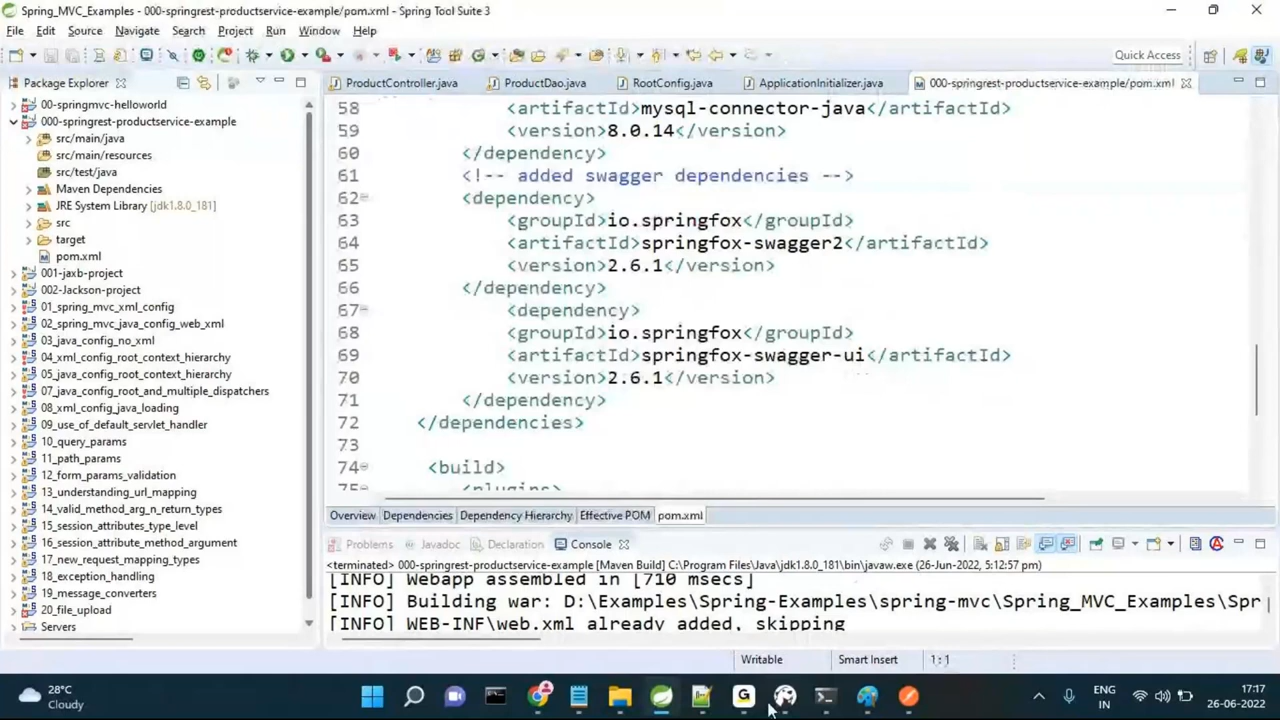 Spring_MVC_Examples - 000-springrest-productservice-example/pom.xml - Spring Tool Suite 3
File Edit Source Navigate Search Project Run Window Help
Quick Access
Package Explorer
00-springmvc-helloworld
000-springrest-productservice-example
src/main/java
src/main/resources
src/test/java
Maven Dependencies
JRE System Library [jdk1.8.0_181]
src
target
pom.xml
001-jaxb-project
002-Jackson-project
01_spring_mvc_xml_config
02_spring_mvc_java_config_web_xml
03_java_config_no_xml
04_xml_config_root_context_hierarchy
05_java_config_root_context_hierarchy
07_java_config_root_and_multiple_dispatchers
08_xml_config_java_loading
09_use_of_default_servlet_handler
10_query_params
11_path_params
12_form_params_validation
13_understanding_url_mapping
14_valid_method_arg_n_return_types
15_session_attributes_type_level
16_session_attribute_method_argument
17_new_request_mapping_types
18_exception_handling
19_message_converters
20_file_upload
Servers
ProductController.java ProductDao.java RootConfig.java ApplicationInitializer.java 000-springrest-productservice-example/pom.xml
58 <artifactId>mysql-connector-java</artifactId>
59 <version>8.0.14</version>
60 </dependency>
61 <!-- added swagger dependencies -->
62 <dependency>
63 <groupId>io.springfox</groupId>
64 <artifactId>springfox-swagger2</artifactId>
65 <version>2.6.1</version>
66 </dependency>
67 <dependency>
68 <groupId>io.springfox</groupId>
69 <artifactId>springfox-swagger-ui</artifactId>
70 <version>2.6.1</version>
71 </dependency>
72 </dependencies>
73
74 <build>
75 <plugins>
Overview Dependencies Dependency Hierarchy Effective POM pom.xml
Problems Javadoc Declaration Console
<terminated> 000-springrest-productservice-example [Maven Build] C:\Program Files\Java\jdk1.8.0_181\bin\javaw.exe (26-Jun-2022, 5:12:57 pm)
[INFO] Webapp assembled in [710 msecs]
[INFO] Building war: D:\Examples\Spring-Examples\spring-mvc\Spring_MVC_Examples\Spr
[INFO] WEB-INF\web.xml already added, skipping
Writable Smart Insert 1 : 1
28°C
Cloudy
ENG
IN
17:17
26-06-2022